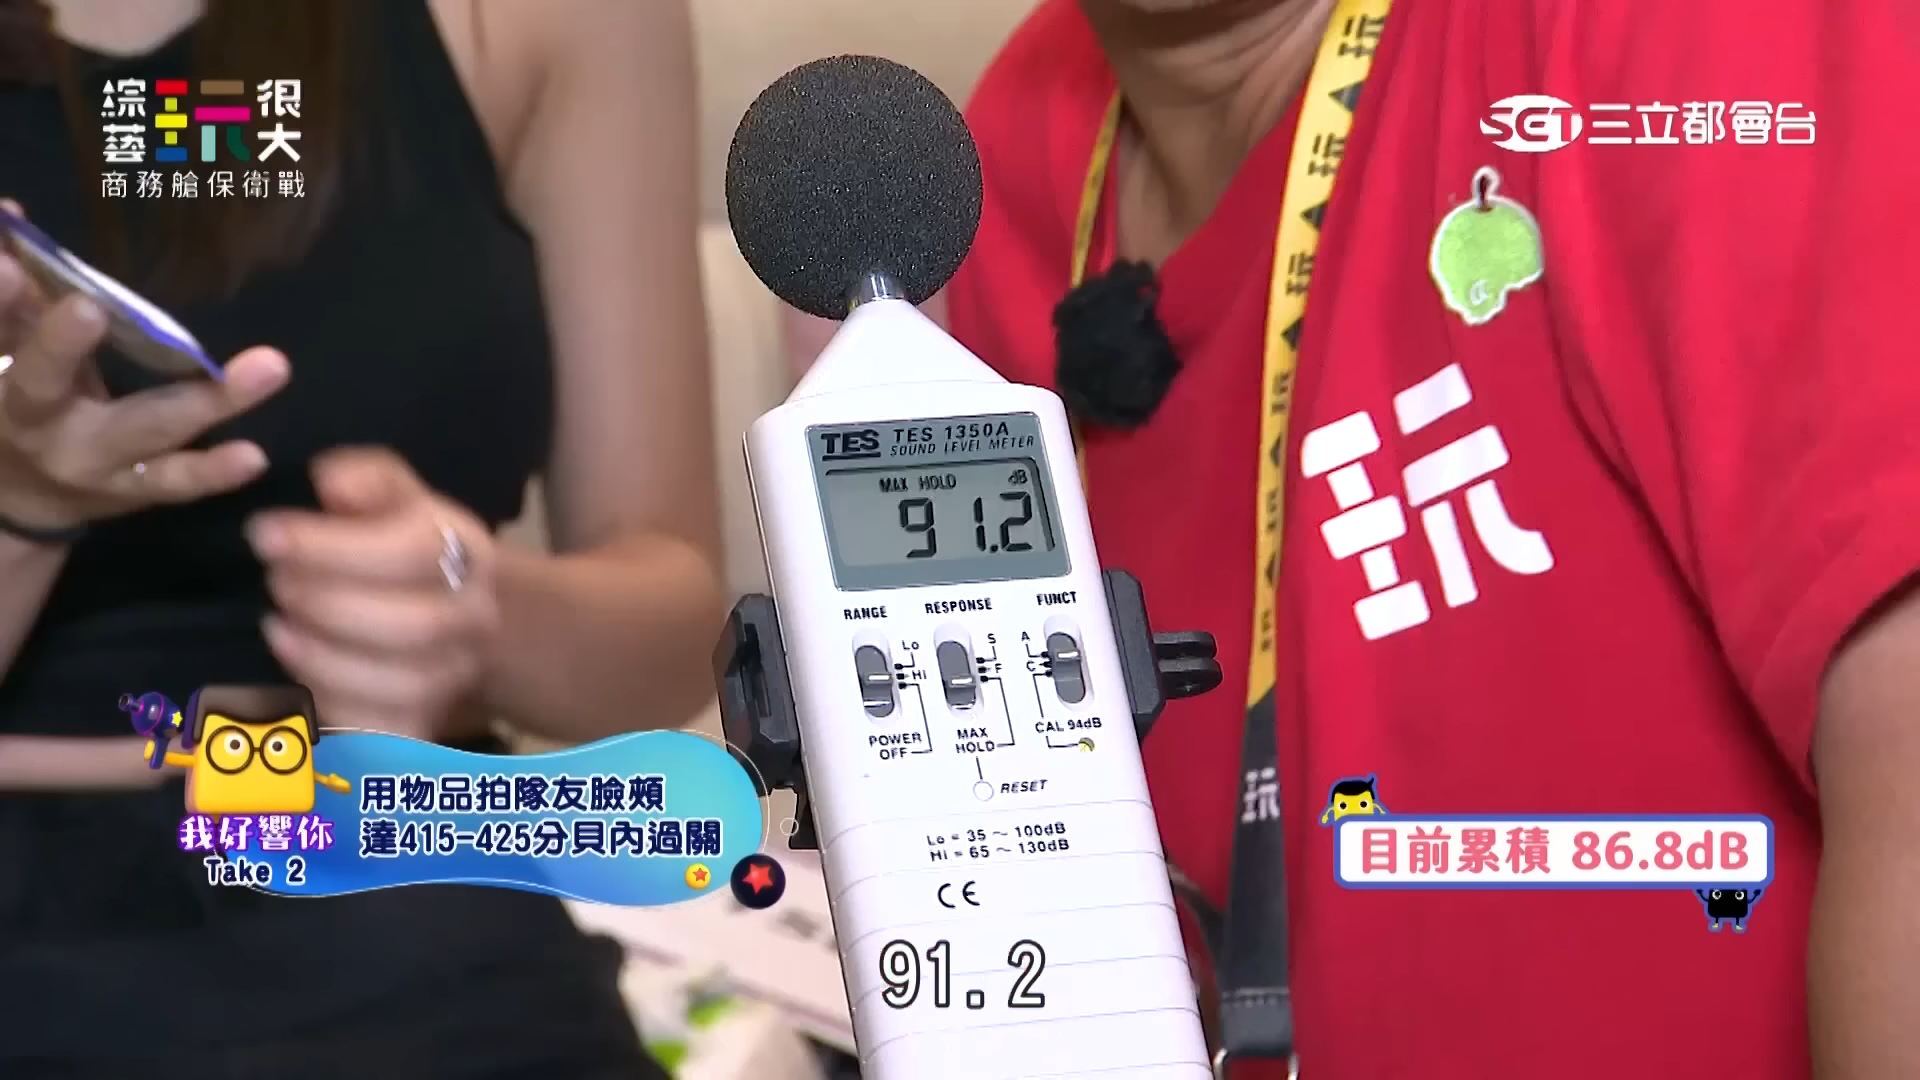 綜藝玩很大
商務艙保衛戰
SET三立都會台
玩
玩
TES TES 1350A
SOUND LEVEL METER
MAX HOLD dB
91.2
RANGE RESPONSE FUNCT
Lo S A
Hi F C
POWER OFF
MAX HOLD
CAL 94dB
RESET
Lo = 35 ~ 100dB
Hi = 65 ~ 130dB
CE
我好響你
Take 2
用物品拍隊友臉頰
達415-425分貝內過關
目前累積 86.8dB
91.2